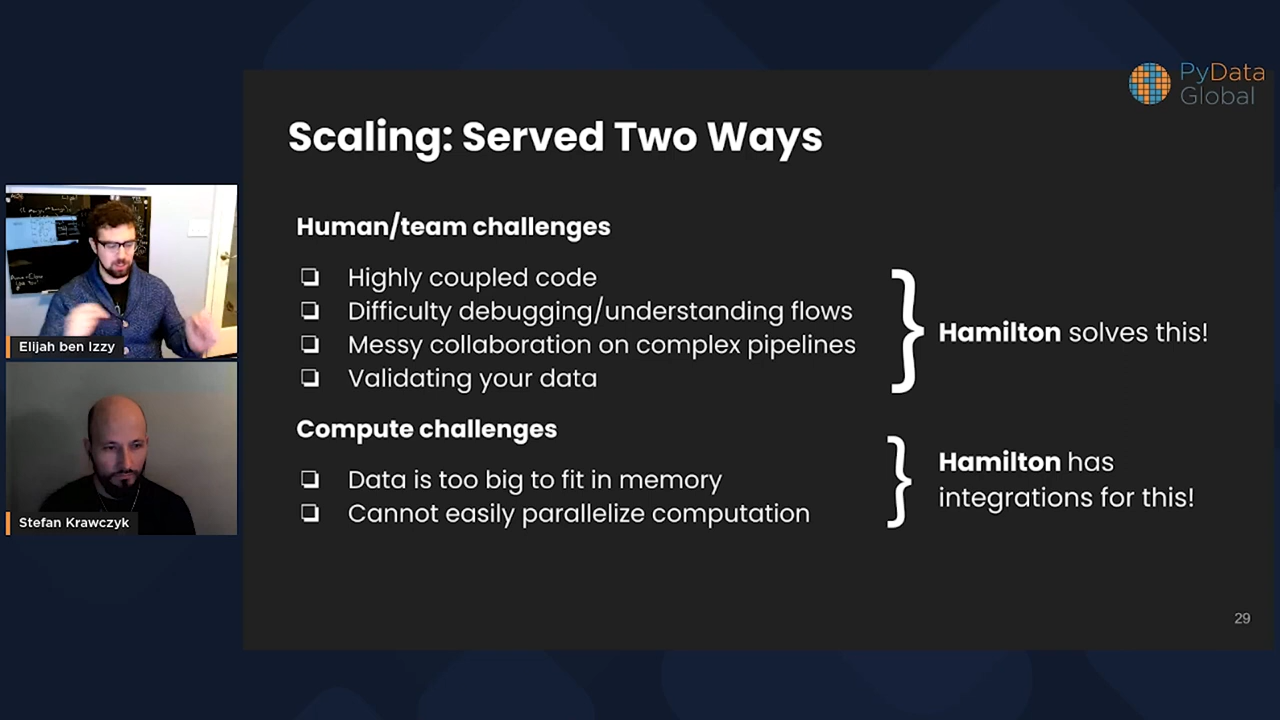 PyData
Global
Scaling: Served Two Ways
Human/team challenges
❏ Highly coupled code
❏ Difficulty debugging/understanding flows
❏ Messy collaboration on complex pipelines
❏ Validating your data
Hamilton solves this!
Compute challenges
❏ Data is too big to fit in memory
❏ Cannot easily parallelize computation
Hamilton has
integrations for this!
29
Elijah ben Izzy
Stefan Krawczyk